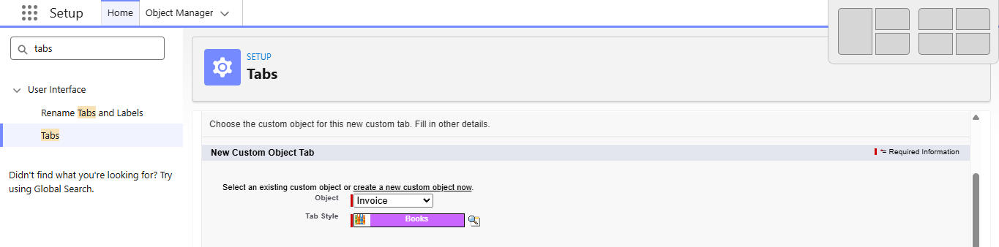 Setup
Home
Object Manager
tabs
User Interface
Rename Tabs and Labels
Tabs
Didn't find what you're looking for? Try
using Global Search.
SETUP
Tabs
Choose the custom object for this new custom tab. Fill in other details.
New Custom Object Tab
= Required Information
Select an existing custom object or create a new custom object now.
Object
Invoice
Tab Style
Books